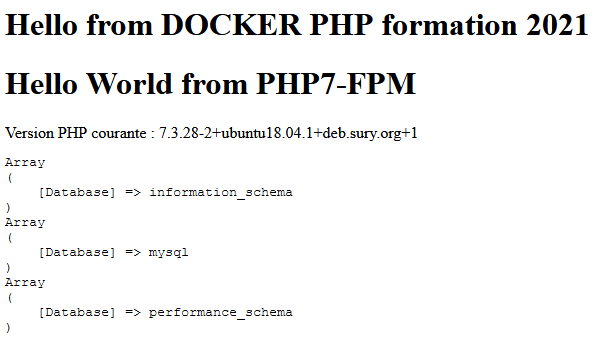 Hello from DOCKER PHP formation 2021
Hello World from PHP7-FPM
Version PHP courante : 7.3.28-2+ubuntu18.04.1+deb.sury.org+1
Array
(
    [Database] => information_schema
)
Array
(
    [Database] => mysql
)
Array
(
    [Database] => performance_schema
)